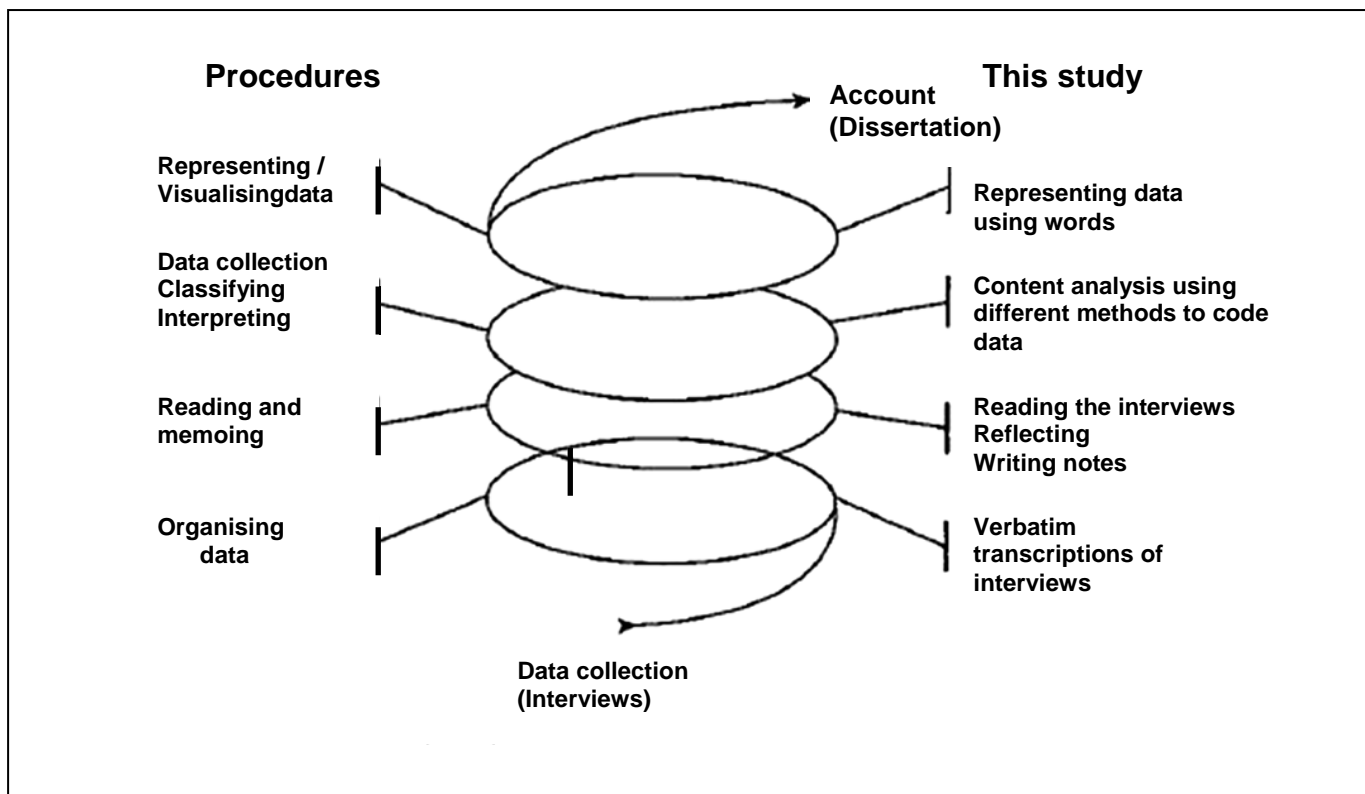 Procedures
This study
Account
(Dissertation)
Representing /
Visualisingdata
Representing data
using words
Data collection
Classifying
Interpreting
Content analysis using
different methods to code
data
Reading and
memoing
Reading the interviews
Reflecting
Writing notes
Organising
data
Verbatim
transcriptions of
interviews
Data collection
(Interviews)